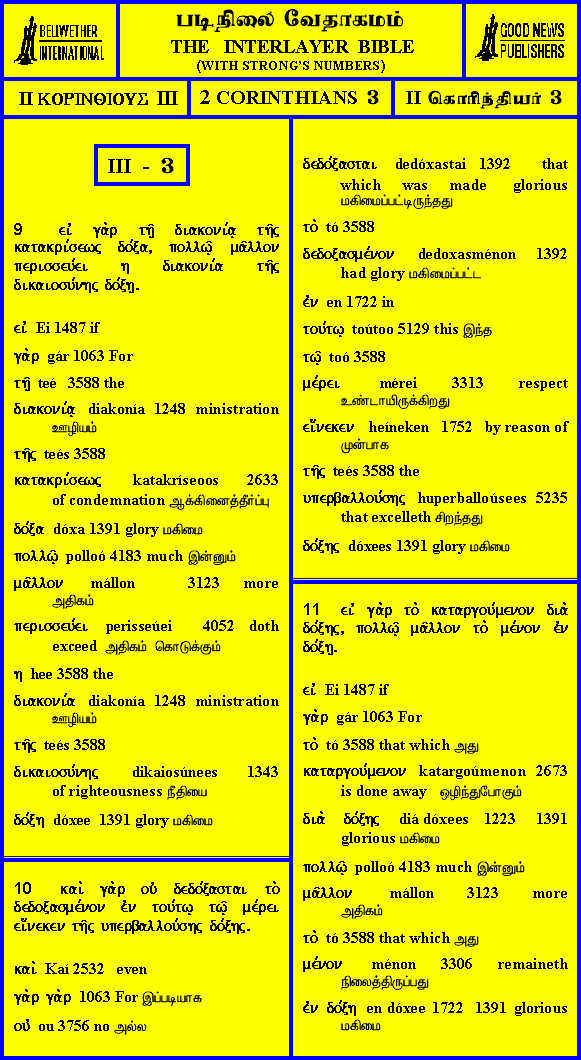 BELLWETHER
INTERNATIONAL
படிநிலை வேதாகமம்
THE INTERLAYER BIBLE
(WITH STRONG'S NUMBERS)
GOOD NEWS
PUBLISHERS
II ΚΟΡΙΝΘΙΟΥΣ III
2 CORINTHIANS 3
II கொரிந்தியர் 3
III - 3
9 εἰ γὰρ τῇ διακονίᾳ τῆς
κατακρίσεως δόξα, πολλῷ μᾶλλον
περισσεύει η διακονία τῆς
δικαιοσύνης δόξῃ.
εἰ Ei 1487 if
γὰρ gár 1063 For
τῇ teé 3588 the
διακονίᾳ diakonía 1248 ministration
ஊழியம்
τῆς teés 3588
κατακρίσεως katakríseoos 2633
of condemnation ஆக்கினைத்தீர்ப்பு
δόξα dóxa 1391 glory மகிமை
πολλῷ polloó 4183 much இன்னும்
μᾶλλον mállon 3123 more
அதிகம்
περισσεύει perisseúei 4052 doth
exceed அதிகம் கொடுக்கும்
η hee 3588 the
διακονία diakonía 1248 ministration
ஊழியம்
τῆς teés 3588
δικαιοσύνης dikaiosúnees 1343
of righteousness நீதியை
δόξη dóxee 1391 glory மகிமை
10 καὶ γὰρ οὐ δεδόξασται τὸ
δεδοξασμένον ἐν τούτῳ τῷ μέρει
εἵνεκεν τῆς υπερβαλλούσης δόξης.
καὶ Kaí 2532 even
γὰρ γὰρ 1063 For இப்படியாக
οὐ ou 3756 no அல்ல
δεδόξασται dedóxastai 1392 that
which was made glorious
மகிமைப்பட்டிருந்தது
τὸ tó 3588
δεδοξασμένον dedoxasménon 1392
had glory மகிமைப்பட்ட
ἐν en 1722 in
τούτῳ toútoo 5129 this இந்த
τῷ toó 3588
μέρει mérei 3313 respect
உண்டாயிருக்கிறது
εἵνεκεν heíneken 1752 by reason of
முன்பாக
τῆς teés 3588 the
υπερβαλλούσης huperballoúsees 5235
that excelleth சிறந்தது
δόξης dóxees 1391 glory மகிமை
11 εἰ γὰρ τὸ καταργούμενον διὰ
δόξης, πολλῷ μᾶλλον τὸ μένον ἐν
δόξῃ.
εἰ Ei 1487 if
γὰρ gár 1063 For
τὸ tó 3588 that which அது
καταργούμενον katargoúmenon 2673
is done away ஒழிந்துபோகும்
διὰ δόξης diá dóxees 1223 1391
glorious மகிமை
πολλῷ polloó 4183 much இன்னும்
μᾶλλον mállon 3123 more
அதிகம்
τὸ tó 3588 that which அது
μένον ménon 3306 remaineth
நிலைத்திருப்பது
ἐν δόξη en dóxee 1722 1391 glorious
மகிமை